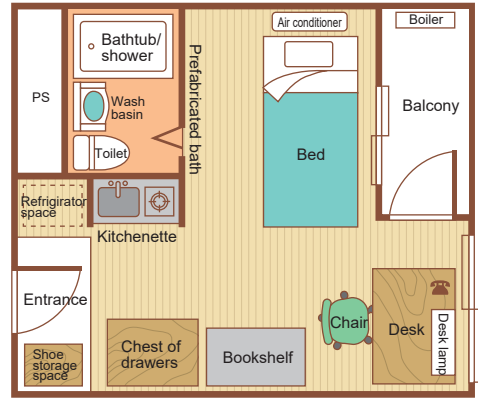 Air conditioner
Boiler
Bathtub/
shower
Prefabricated bath
PS
Wash
basin
Balcony
Toilet
Bed
Refrigirator
space
Kitchenette
Entrance
Chair
Desk
Desk lamp
Chest of
drawers
Bookshelf
Shoe
storage
space